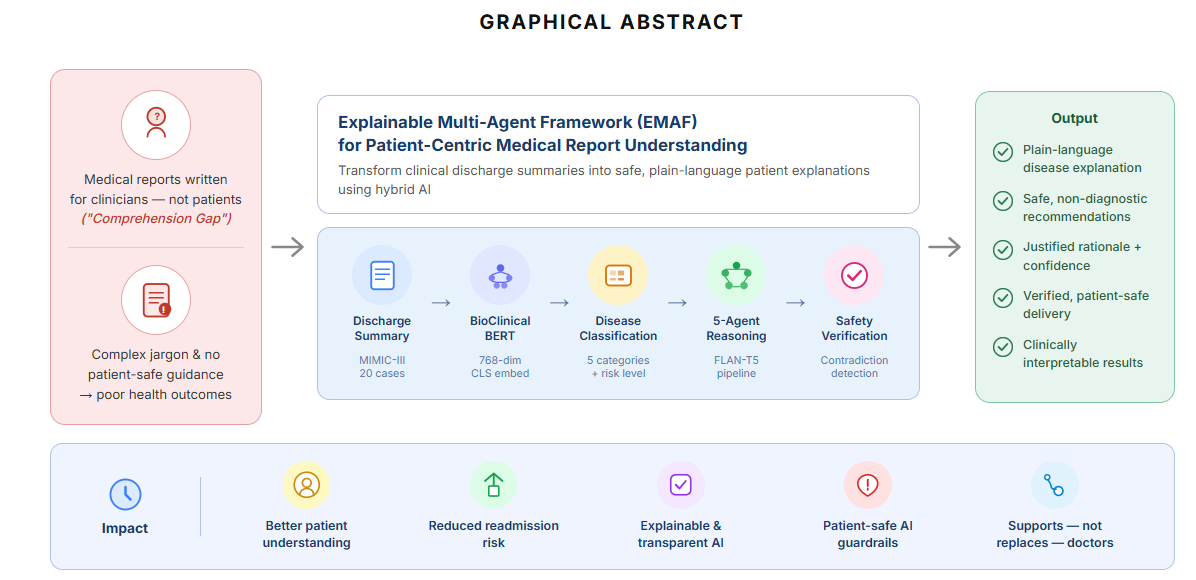 GRAPHICAL ABSTRACT
?
Medical reports written
for clinicians — not patients
("Comprehension Gap")
!
Complex jargon & no
patient-safe guidance
→ poor health outcomes
Explainable Multi-Agent Framework (EMAF)
for Patient-Centric Medical Report Understanding
Transform clinical discharge summaries into safe, plain-language patient explanations
using hybrid AI
Discharge
Summary
MIMIC-III
20 cases
BioClinical
BERT
768-dim
CLS embed
Disease
Classification
5 categories
+ risk level
5-Agent
Reasoning
FLAN-T5
pipeline
Safety
Verification
Contradiction
detection
Output
Plain-language
disease explanation
Safe, non-diagnostic
recommendations
Justified rationale +
confidence
Verified, patient-safe
delivery
Clinically
interpretable results
Impact
Better patient
understanding
Reduced readmission
risk
Explainable &
transparent AI
!
Patient-safe AI
guardrails
Supports — not
replaces — doctors